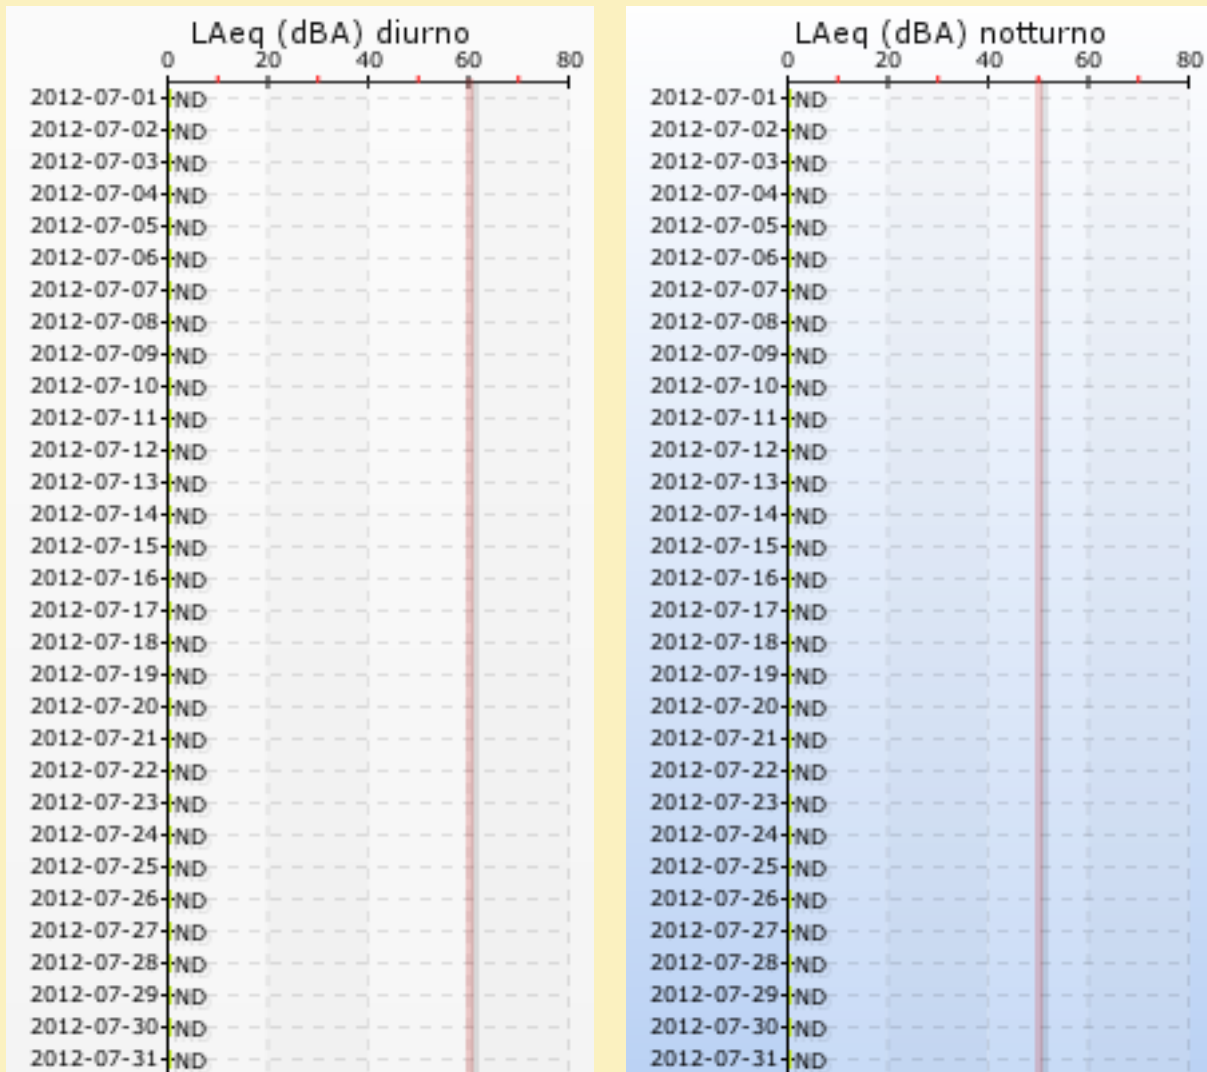 LAeq (dBA) diurno
0 20 40 60 80
2012-07-01 ND
2012-07-02 ND
2012-07-03 ND
2012-07-04 ND
2012-07-05 ND
2012-07-06 ND
2012-07-07 ND
2012-07-08 ND
2012-07-09 ND
2012-07-10 ND
2012-07-11 ND
2012-07-12 ND
2012-07-13 ND
2012-07-14 ND
2012-07-15 ND
2012-07-16 ND
2012-07-17 ND
2012-07-18 ND
2012-07-19 ND
2012-07-20 ND
2012-07-21 ND
2012-07-22 ND
2012-07-23 ND
2012-07-24 ND
2012-07-25 ND
2012-07-26 ND
2012-07-27 ND
2012-07-28 ND
2012-07-29 ND
2012-07-30 ND
2012-07-31 ND
LAeq (dBA) notturno
0 20 40 60 80
2012-07-01 ND
2012-07-02 ND
2012-07-03 ND
2012-07-04 ND
2012-07-05 ND
2012-07-06 ND
2012-07-07 ND
2012-07-08 ND
2012-07-09 ND
2012-07-10 ND
2012-07-11 ND
2012-07-12 ND
2012-07-13 ND
2012-07-14 ND
2012-07-15 ND
2012-07-16 ND
2012-07-17 ND
2012-07-18 ND
2012-07-19 ND
2012-07-20 ND
2012-07-21 ND
2012-07-22 ND
2012-07-23 ND
2012-07-24 ND
2012-07-25 ND
2012-07-26 ND
2012-07-27 ND
2012-07-28 ND
2012-07-29 ND
2012-07-30 ND
2012-07-31 ND